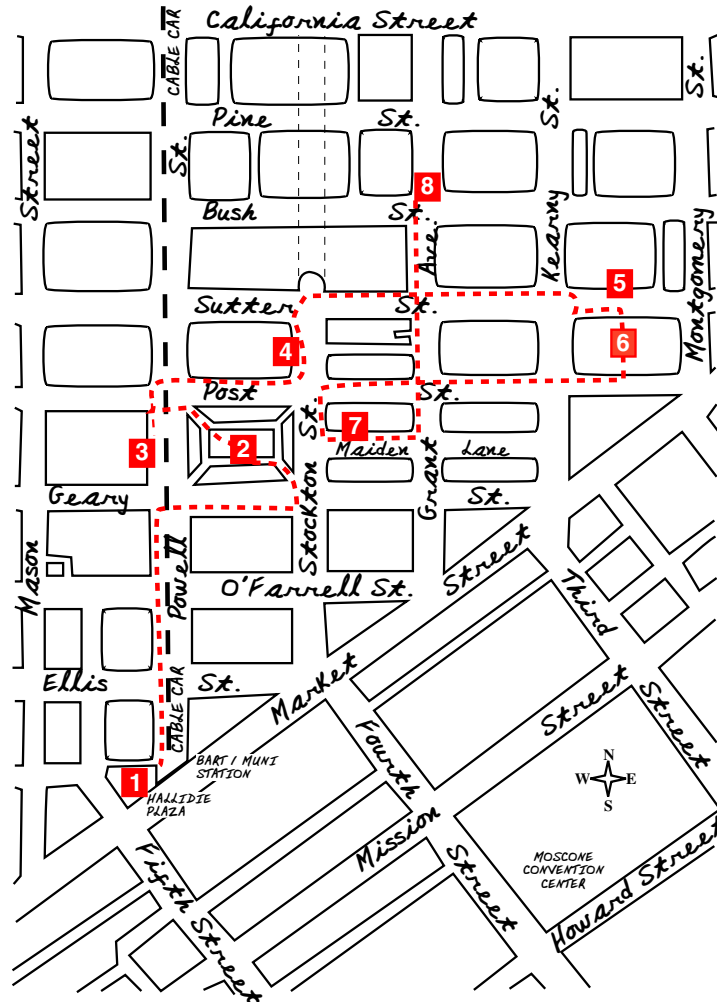 California Street
CABLE CAR
St.
Pine
St.
St.
St.
Street
8
Bush
St.
Ave.
Kearny
Montgomery
5
Sutter
St.
4
6
Post
St.
St.
7
3
2
Maiden
Lane
Geary
Stockton
Grant
St.
Mason
Powell
O'Farrell St.
Street
Third
Street
Ellis
St.
CABLE CAR
Market
Fourth
Street
Street
BART / MUNI
STATION
1
HALLIDIE
PLAZA
N
W
E
S
Mission
Fifth Street
MOSCONE
CONVENTION
CENTER
Howard Street